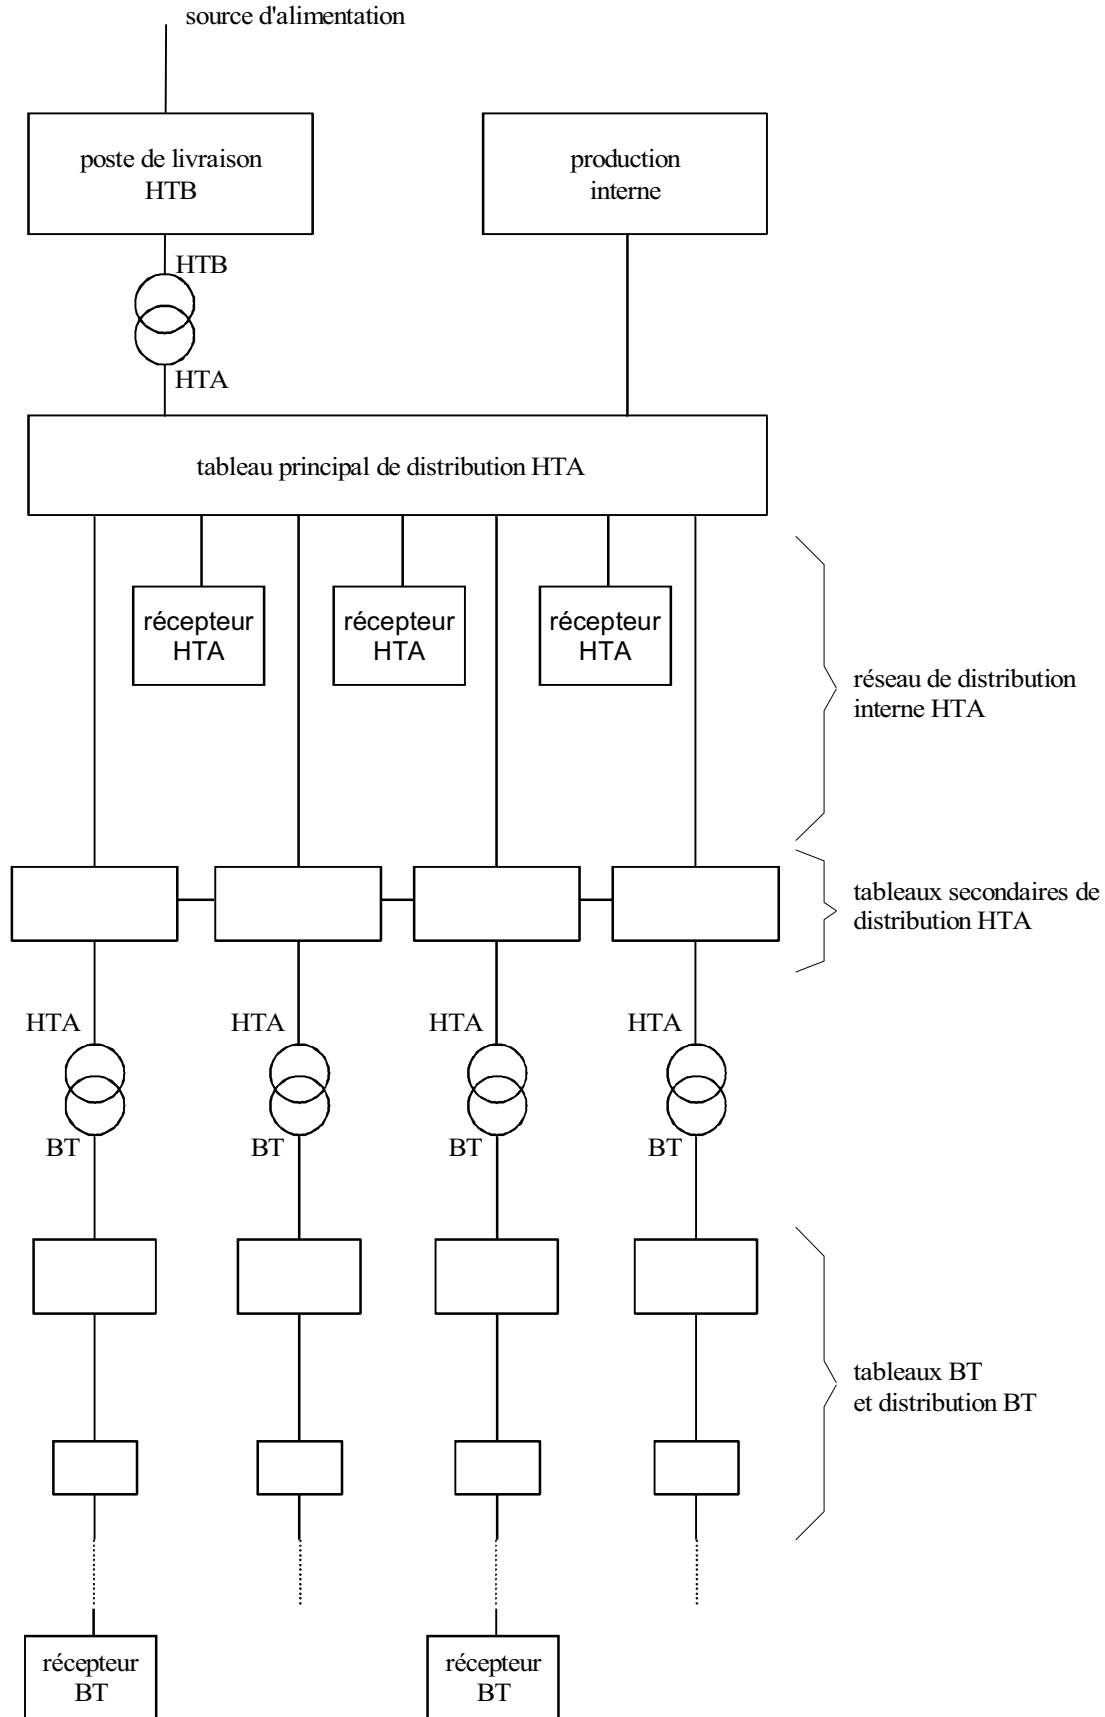 source d'alimentation
poste de livraison
HTB
production
interne
HTB
HTA
tableau principal de distribution HTA
récepteur
HTA
récepteur
HTA
récepteur
HTA
réseau de distribution
interne HTA
tableaux secondaires de
distribution HTA
HTA
HTA
HTA
HTA
BT
BT
BT
BT
tableaux BT
et distribution BT
récepteur
BT
récepteur
BT